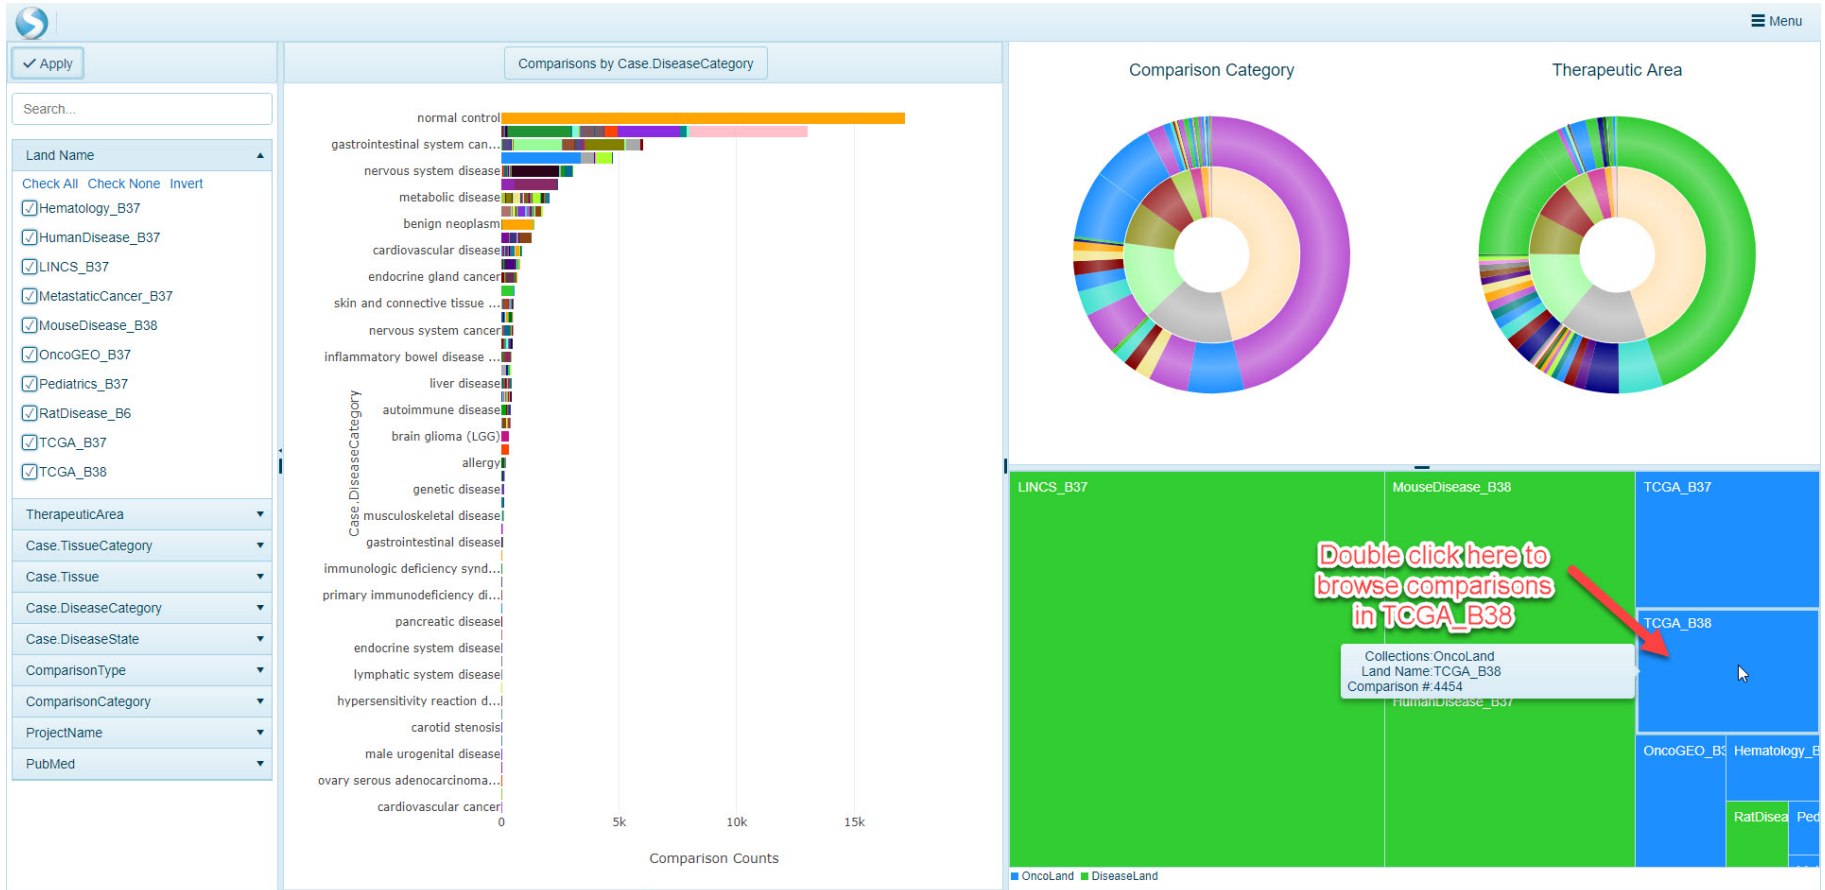 Menu
Apply
Search...
Land Name
Check All Check None Invert
Hematology_B37
HumanDisease_B37
LINCS_B37
MetastaticCancer_B37
MouseDisease_B38
OncoGEO_B37
Pediatrics_B37
RatDisease_B6
TCGA_B37
TCGA_B38
TherapeuticArea
Case.TissueCategory
Case.Tissue
Case.DiseaseCategory
Case.DiseaseState
ComparisonType
ComparisonCategory
ProjectName
PubMed
Comparisons by Case.DiseaseCategory
normal control
gastrointestinal system can...
nervous system disease
metabolic disease
benign neoplasm
cardiovascular disease
endocrine gland cancer
skin and connective tissue ...
nervous system cancer
inflammatory bowel disease ...
liver disease
autoimmune disease
brain glioma (LGG)
allergy
genetic disease
musculoskeletal disease
gastrointestinal disease
immunologic deficiency synd...
primary immunodeficiency di...
pancreatic disease
endocrine system disease
lymphatic system disease
hypersensitivity reaction d...
carotid stenosis
male urogenital disease
ovary serous adenocarcinoma...
cardiovascular cancer
Case.DiseaseCategory
0 5k 10k 15k
Comparison Counts
Comparison Category
Therapeutic Area
LINCS_B37
MouseDisease_B38
TCGA_B37
Double click here to
browse comparisons
in TCGA_B38
TCGA_B38
Collections:OncoLand
Land Name:TCGA_B38
Comparison #:4454
HumanDisease_B37
OncoGEO_B3
Hematology_B
RatDisea
Ped
OncoLand DiseaseLand